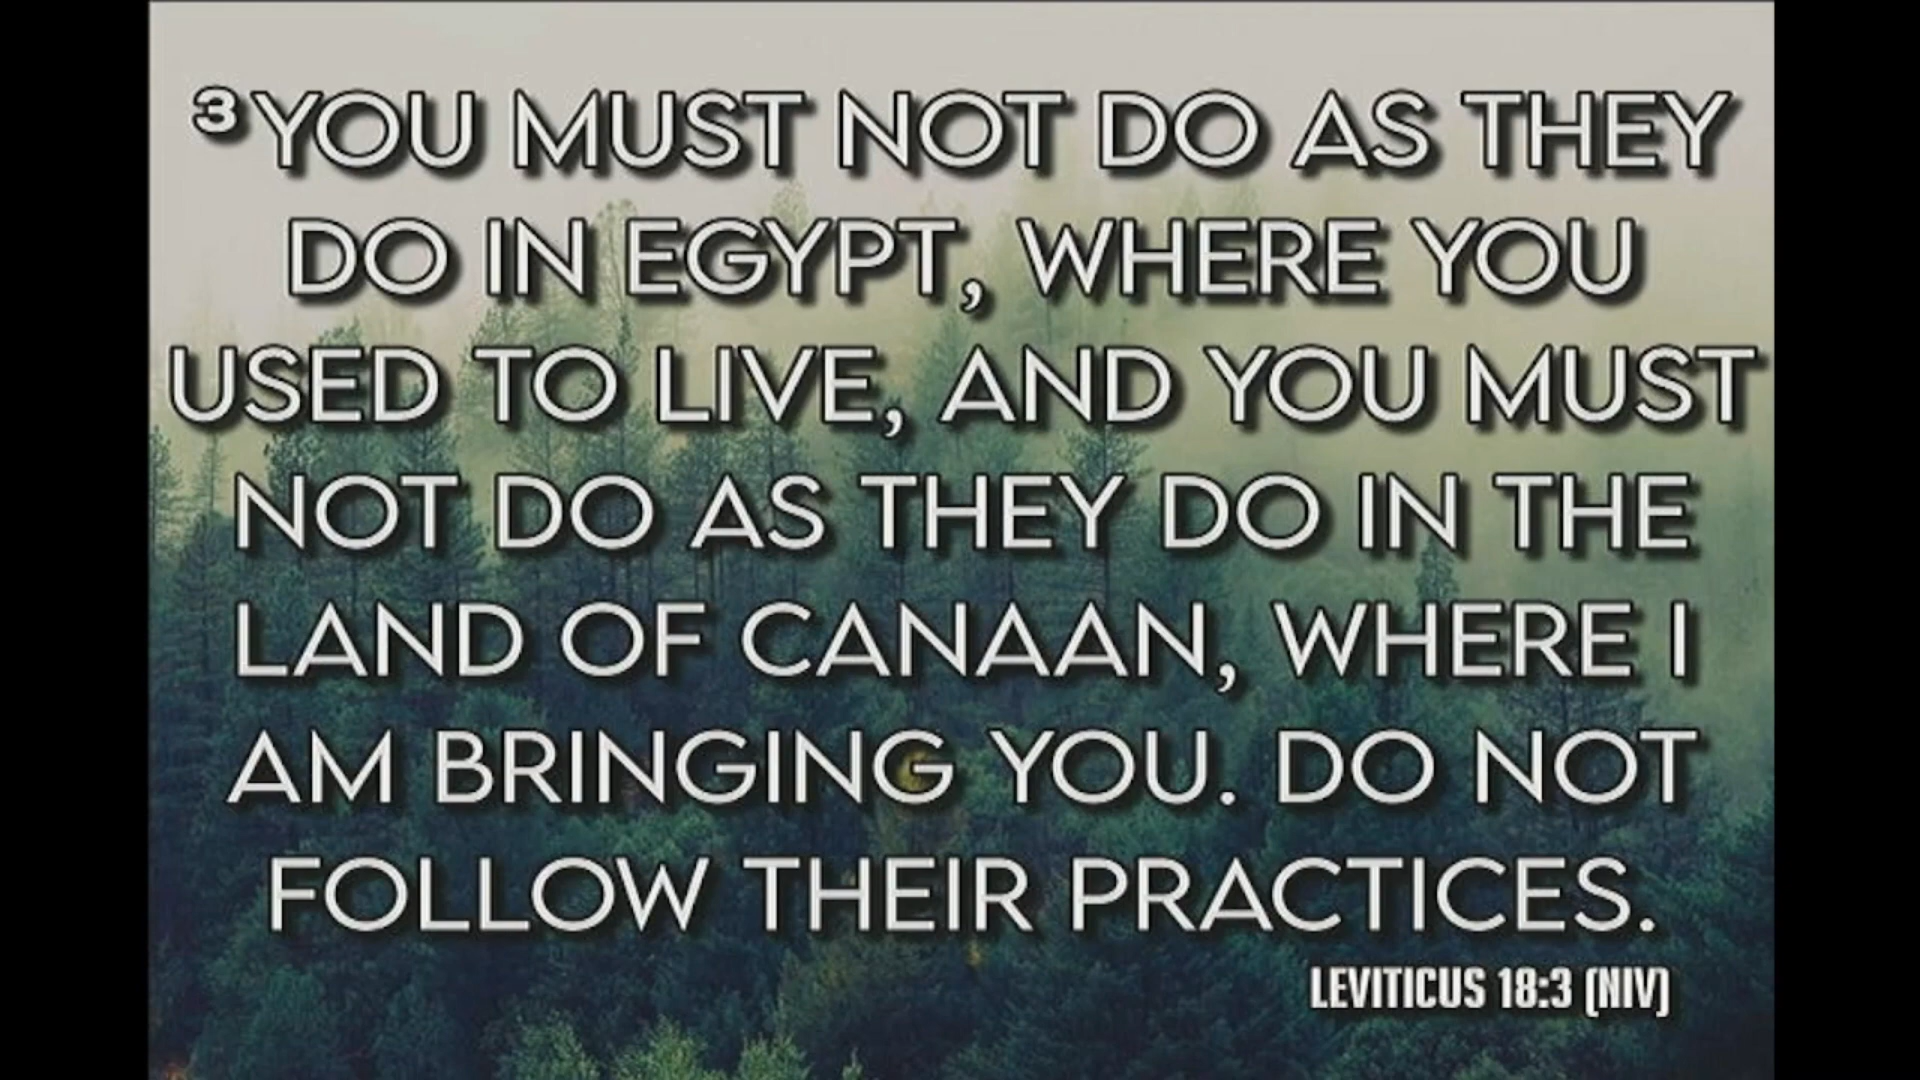 ³YOU MUST NOT DO AS THEY
DO IN EGYPT, WHERE YOU
USED TO LIVE, AND YOU MUST
NOT DO AS THEY DO IN THE
LAND OF CANAAN, WHERE I
AM BRINGING YOU. DO NOT
FOLLOW THEIR PRACTICES.
LEVITICUS 18:3 (NIV)